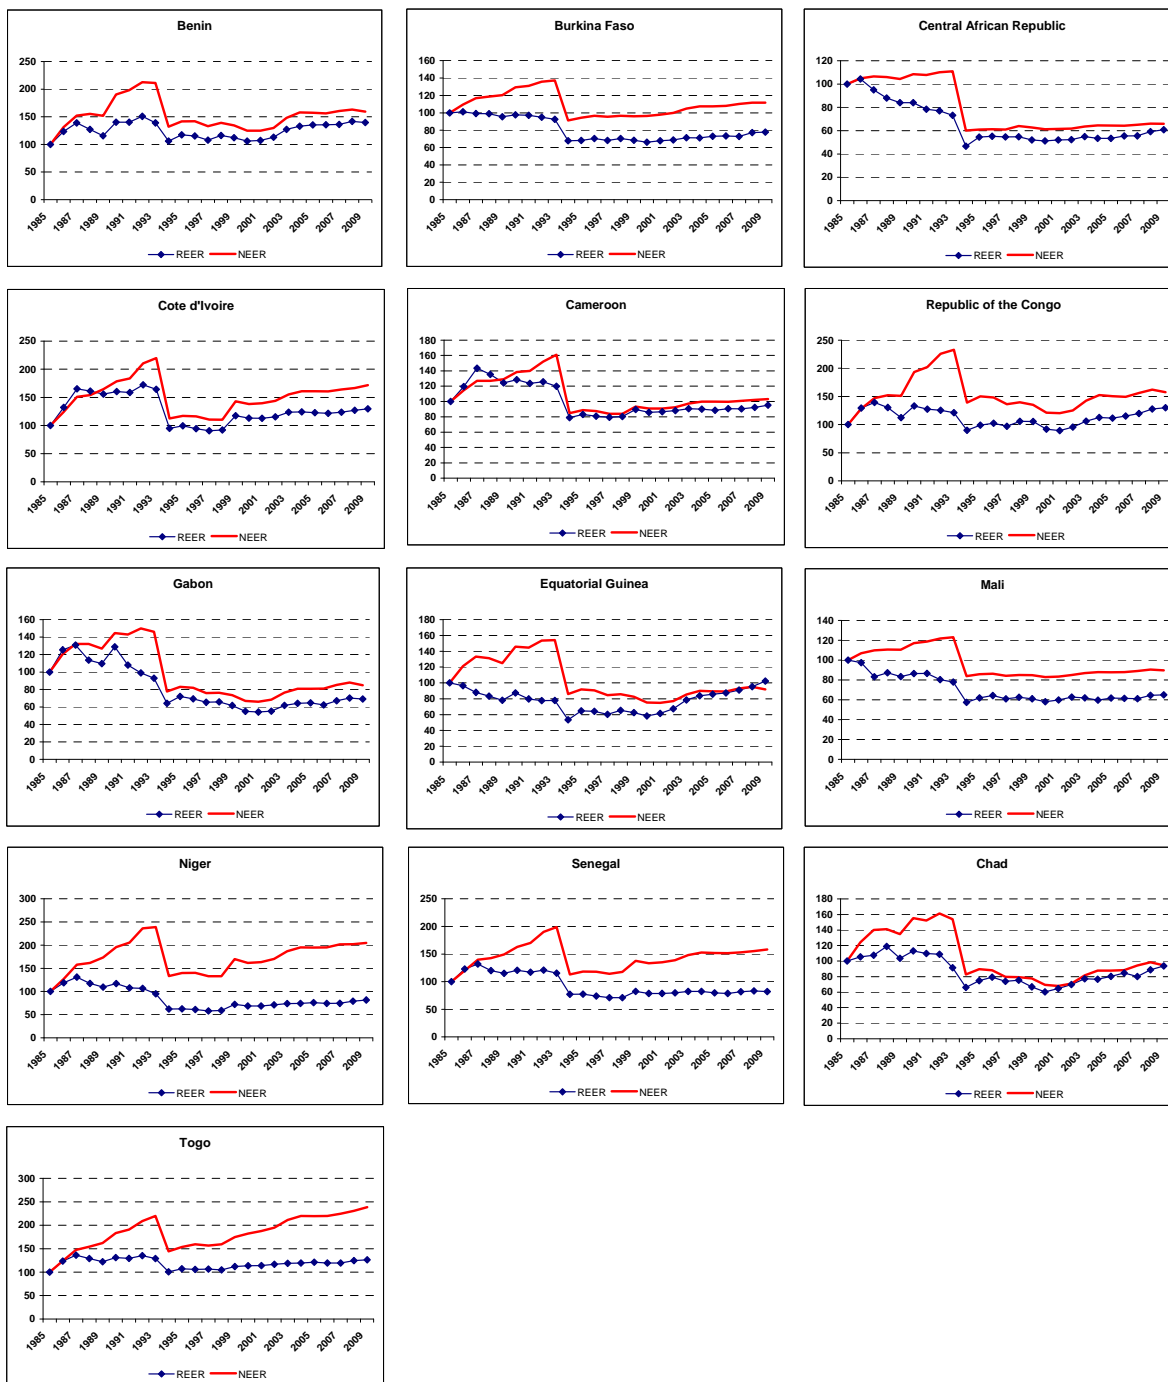 Benin
250
200
150
100
50
0
1985 1987 1989 1991 1993 1995 1997 1999 2001 2003 2005 2007 2009
REER NEER
Burkina Faso
160
140
120
100
80
60
40
20
0
1985 1987 1989 1991 1993 1995 1997 1999 2001 2003 2005 2007 2009
REER NEER
Central African Republic
120
100
80
60
40
20
0
1985 1987 1989 1991 1993 1995 1997 1999 2001 2003 2005 2007 2009
REER NEER
Cote d'Ivoire
250
200
150
100
50
0
1985 1987 1989 1991 1993 1995 1997 1999 2001 2003 2005 2007 2009
REER NEER
Cameroon
180
160
140
120
100
80
60
40
20
0
1985 1987 1989 1991 1993 1995 1997 1999 2001 2003 2005 2007 2009
REER NEER
Republic of the Congo
250
200
150
100
50
0
1985 1987 1989 1991 1993 1995 1997 1999 2001 2003 2005 2007 2009
REER NEER
Gabon
160
140
120
100
80
60
40
20
0
1985 1987 1989 1991 1993 1995 1997 1999 2001 2003 2005 2007 2009
REER NEER
Equatorial Guinea
180
160
140
120
100
80
60
40
20
0
1985 1987 1989 1991 1993 1995 1997 1999 2001 2003 2005 2007 2009
REER NEER
Mali
140
120
100
80
60
40
20
0
1985 1987 1989 1991 1993 1995 1997 1999 2001 2003 2005 2007 2009
REER NEER
Niger
300
250
200
150
100
50
0
1985 1987 1989 1991 1993 1995 1997 1999 2001 2003 2005 2007 2009
REER NEER
Senegal
250
200
150
100
50
0
1985 1987 1989 1991 1993 1995 1997 1999 2001 2003 2005 2007 2009
REER NEER
Chad
180
160
140
120
100
80
60
40
20
0
1985 1987 1989 1991 1993 1995 1997 1999 2001 2003 2005 2007 2009
REER NEER
Togo
300
250
200
150
100
50
0
1985 1987 1989 1991 1993 1995 1997 1999 2001 2003 2005 2007 2009
REER NEER